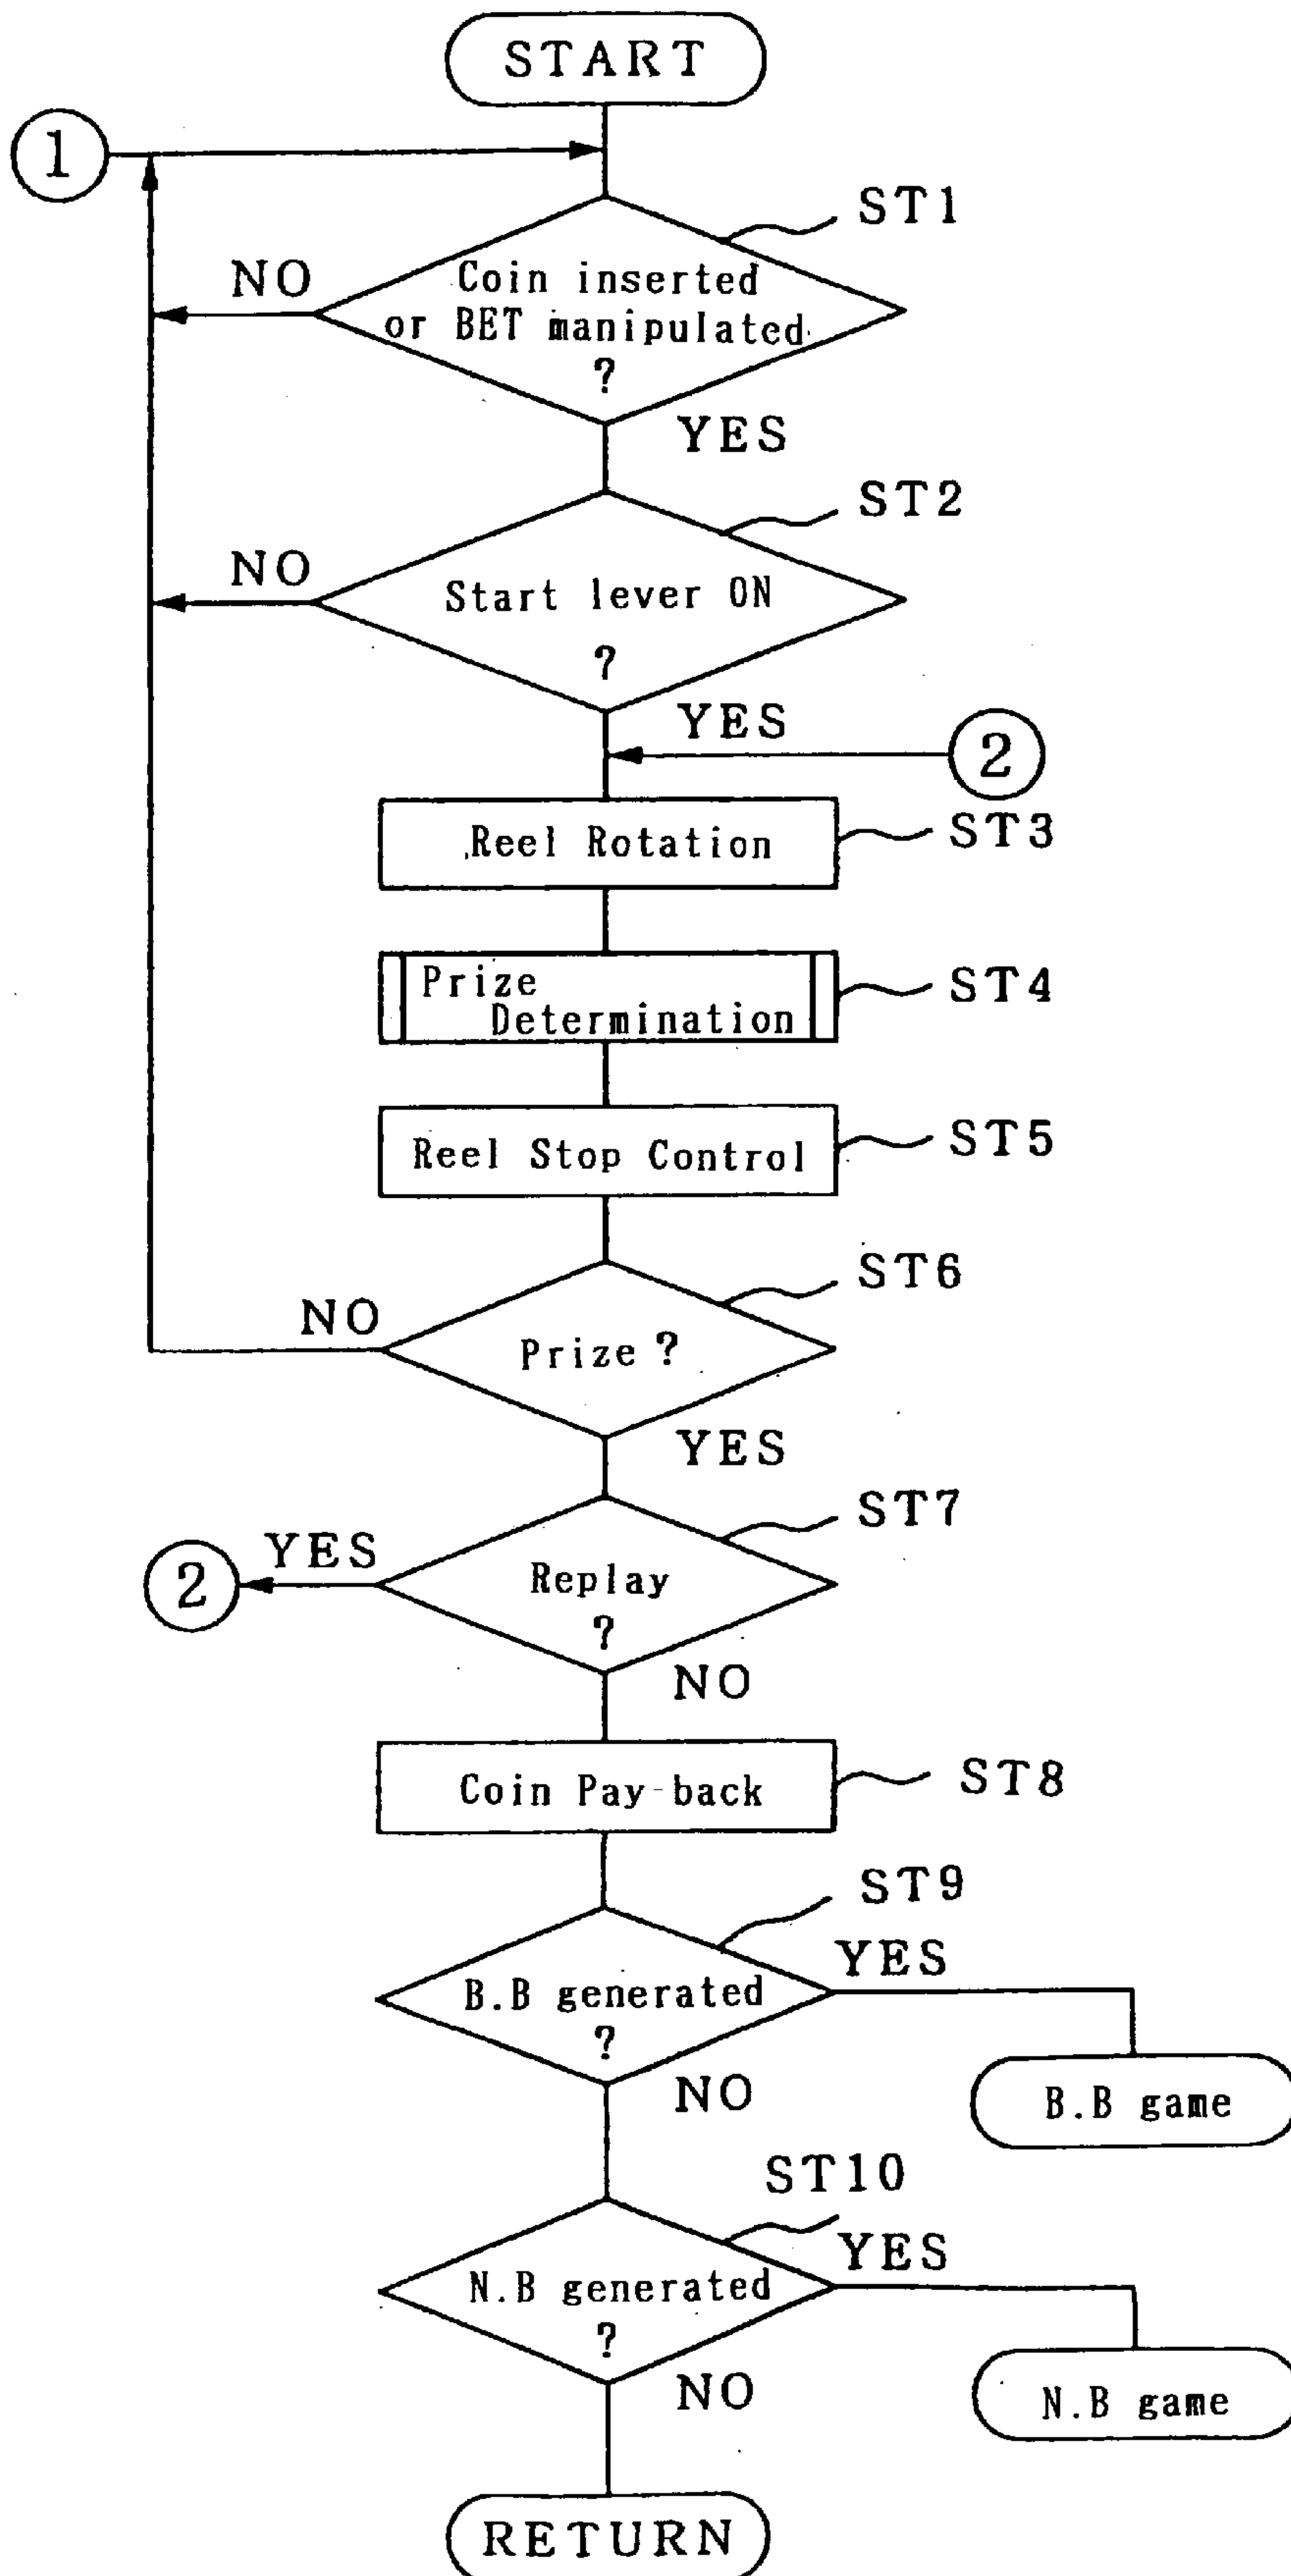 START
1
ST1
NO
Coin inserted
or BET manipulated
?
YES
ST2
NO
Start lever ON
?
YES
2
Reel Rotation
ST3
Prize
Determination
ST4
Reel Stop Control
ST5
ST6
NO
Prize ?
YES
ST7
YES
2
Replay
?
NO
Coin Pay-back
ST8
ST9
YES
B.B generated
?
NO
B.B game
ST10
YES
N.B generated
?
NO
N.B game
RETURN